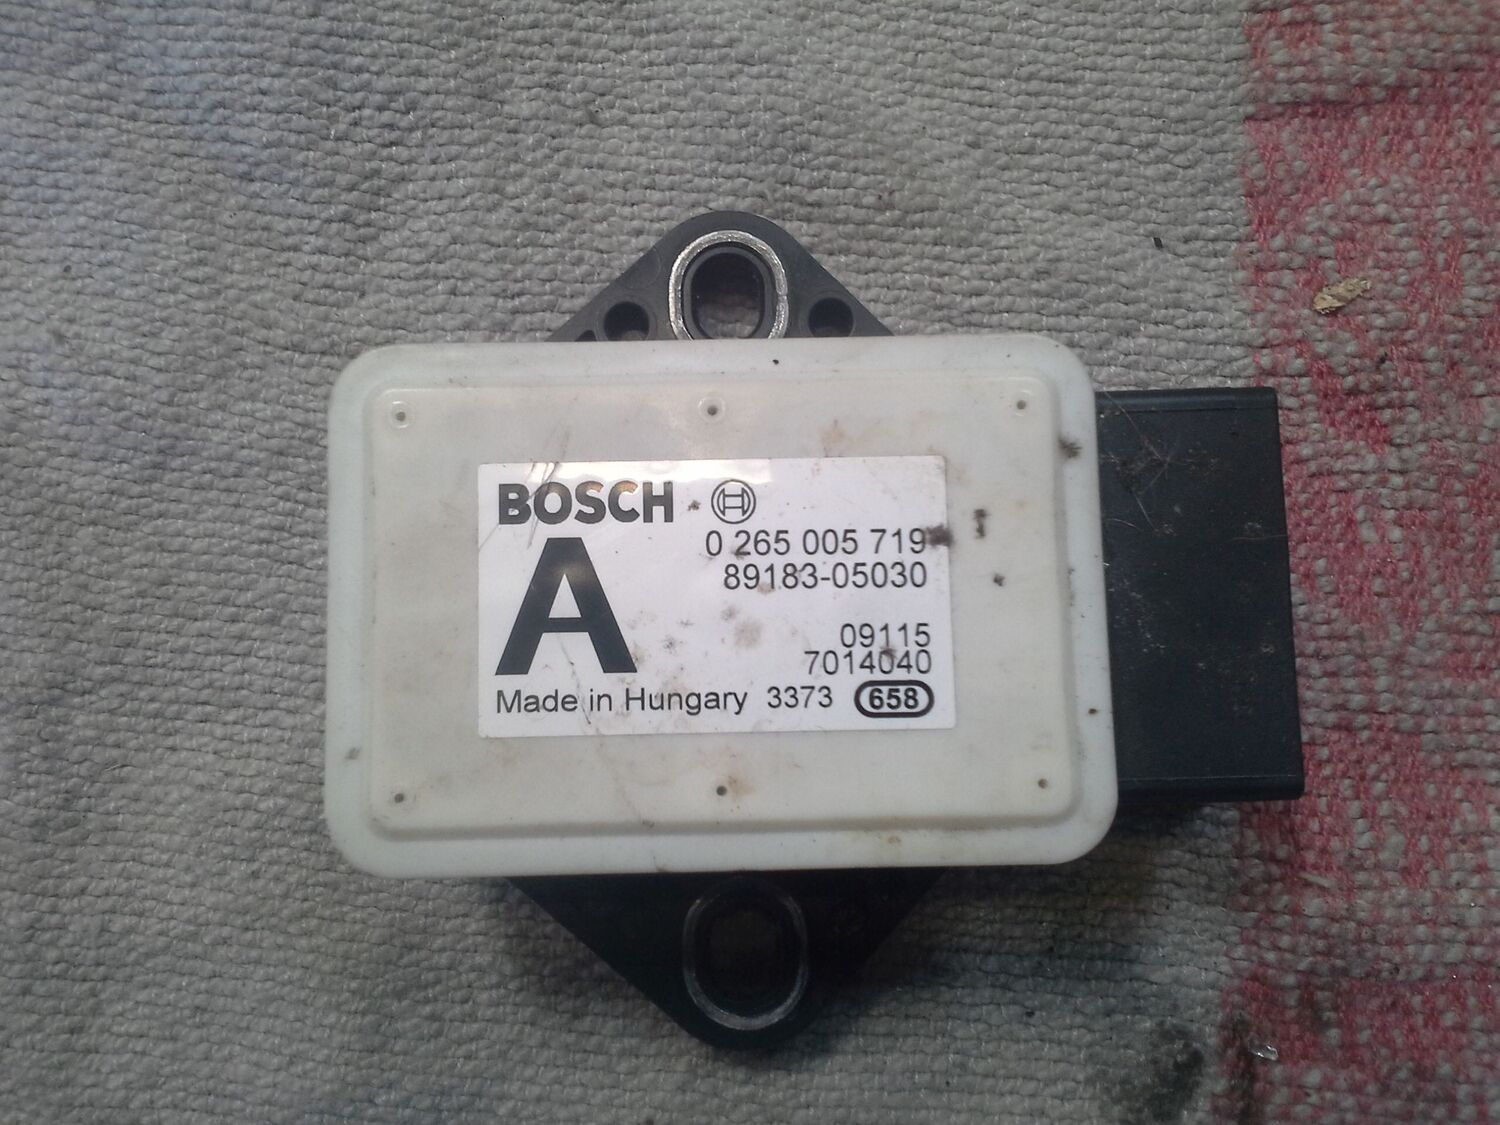 BOSCH
0 265 005 719
89183-05030
A
09115
7014040
Made in Hungary 3373 658